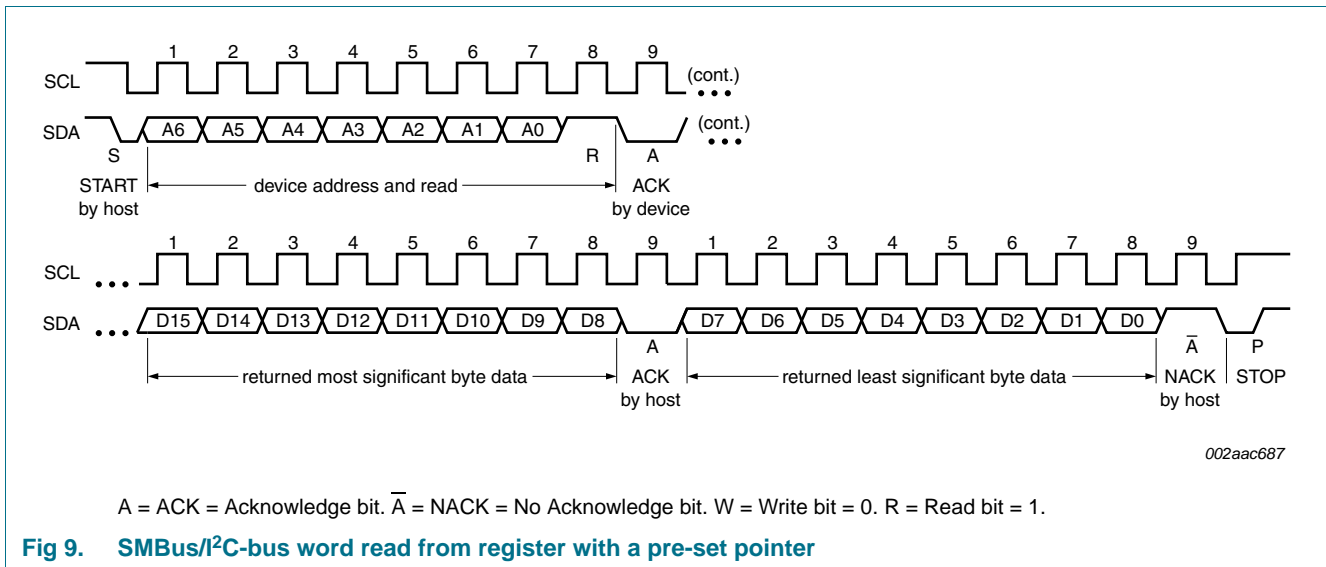 1 2 3 4 5 6 7 8 9
SCL (cont.)
SDA A6 A5 A4 A3 A2 A1 A0 (cont.)
S R A
START device address and read ACK
by host by device
1 2 3 4 5 6 7 8 9 1 2 3 4 5 6 7 8 9
SCL
SDA D15 D14 D13 D12 D11 D10 D9 D8 D7 D6 D5 D4 D3 D2 D1 D0
A A̅ P
returned most significant byte data ACK returned least significant byte data NACK STOP
by host by host
002aac687
A = ACK = Acknowledge bit. A̅ = NACK = No Acknowledge bit. W = Write bit = 0. R = Read bit = 1.
Fig 9. SMBus/I²C-bus word read from register with a pre-set pointer